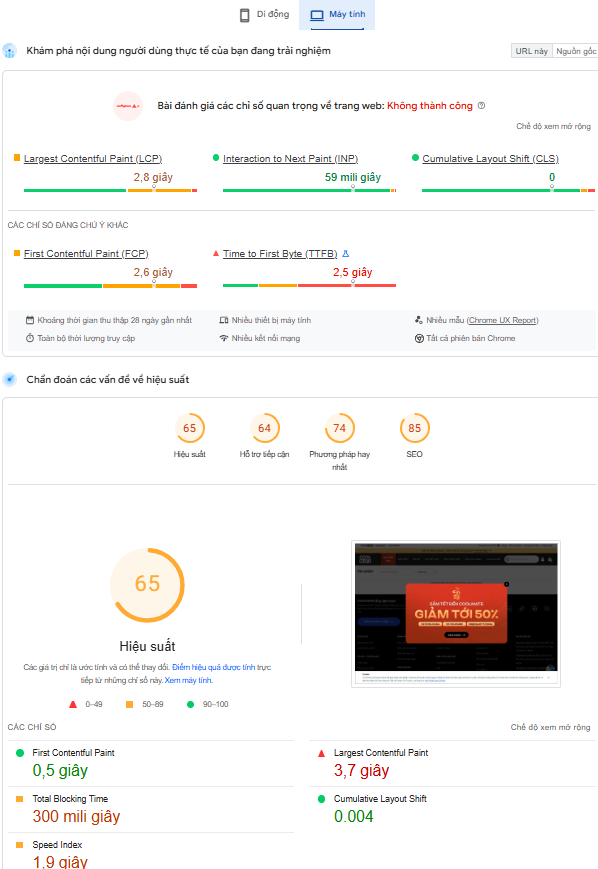 Di động
Máy tính
Khám phá nội dung người dùng thực tế của bạn đang trải nghiệm
URL này
Nguồn gốc
Bài đánh giá các chỉ số quan trọng về trang web: Không thành công
Chế độ xem mở rộng
Largest Contentful Paint (LCP)
2,8 giây
Interaction to Next Paint (INP)
59 mili giây
Cumulative Layout Shift (CLS)
0
CÁC CHỈ SỐ ĐÁNG CHÚ Ý KHÁC
First Contentful Paint (FCP)
2,6 giây
Time to First Byte (TTFB)
2,5 giây
Khoảng thời gian thu thập 28 ngày gần nhất
Nhiều thiết bị máy tính
Nhiều mẫu (Chrome UX Report)
Toàn bộ thời lượng truy cập
Nhiều kết nối mạng
Tất cả phiên bản Chrome
Chẩn đoán các vấn đề về hiệu suất
65
64
74
85
Hiệu suất
Hỗ trợ tiếp cận
Phương pháp hay
nhất
SEO
65
Hiệu suất
Các giá trị chỉ là ước tính và có thể thay đổi. Điểm hiệu quả được tính trực
tiếp từ những chỉ số này. Xem máy tính.
0–49
50–89
90–100
SẮM TẾT ĐẾN COOLMATE
GIẢM TỚI 50%
CÁC CHỈ SỐ
Chế độ xem mở rộng
First Contentful Paint
0,5 giây
Largest Contentful Paint
3,7 giây
Total Blocking Time
300 mili giây
Cumulative Layout Shift
0.004
Speed Index
1,9 giây